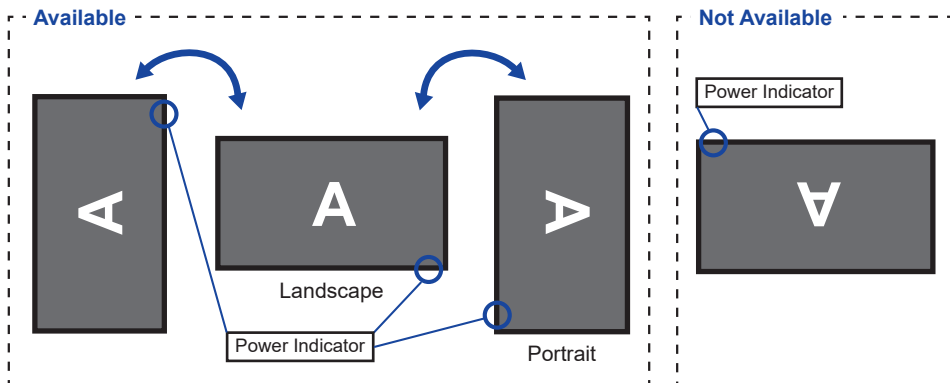 Available
Not Available
Power Indicator
A
A
A
A
Landscape
Power Indicator
Portrait